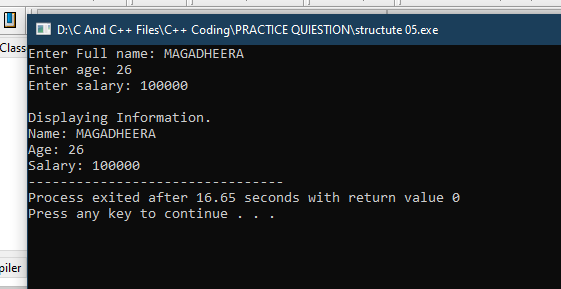 D:\C And C++ Files\C++ Coding\PRACTICE QUIESTION\structute 05.exe
Class
Enter Full name: MAGADHEERA
Enter age: 26
Enter salary: 100000
Displaying Information.
Name: MAGADHEERA
Age: 26
Salary: 100000
--------------------------------
Process exited after 16.65 seconds with return value 0
Press any key to continue . . .
piler